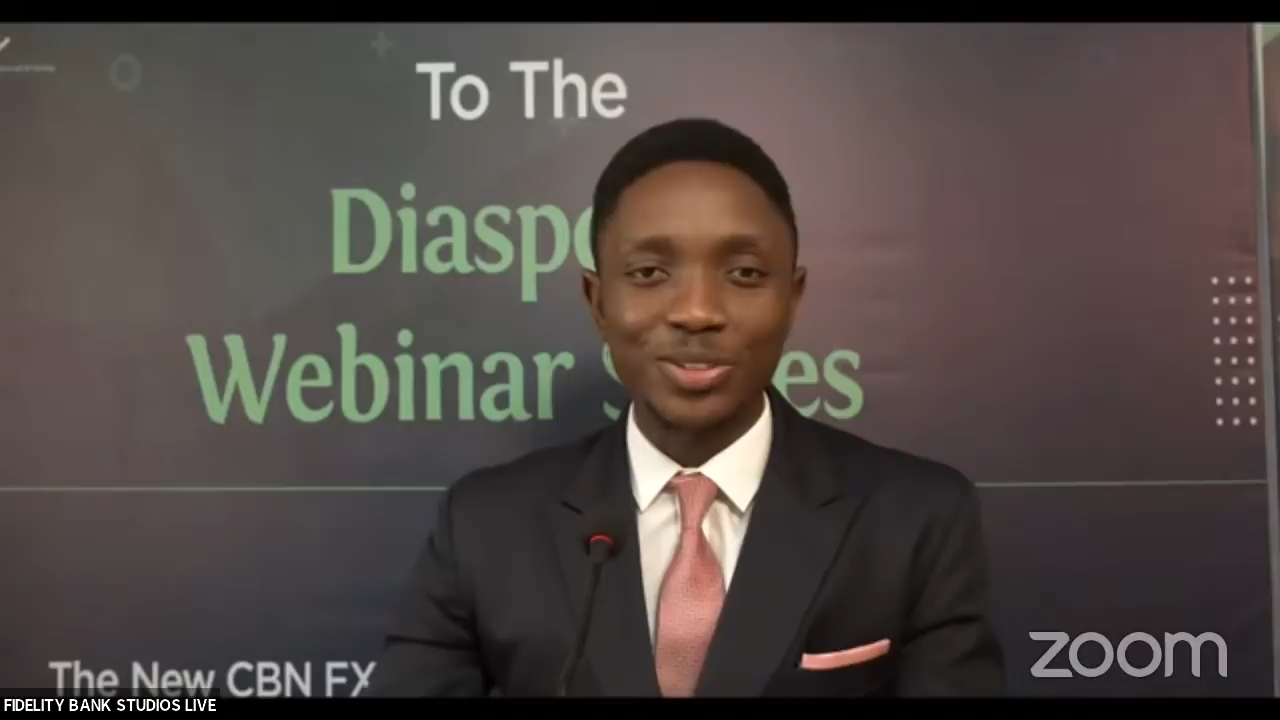 To The
Diaspo
Webinar S es
The New CBN FX
zoom
FIDELITY BANK STUDIOS LIVE